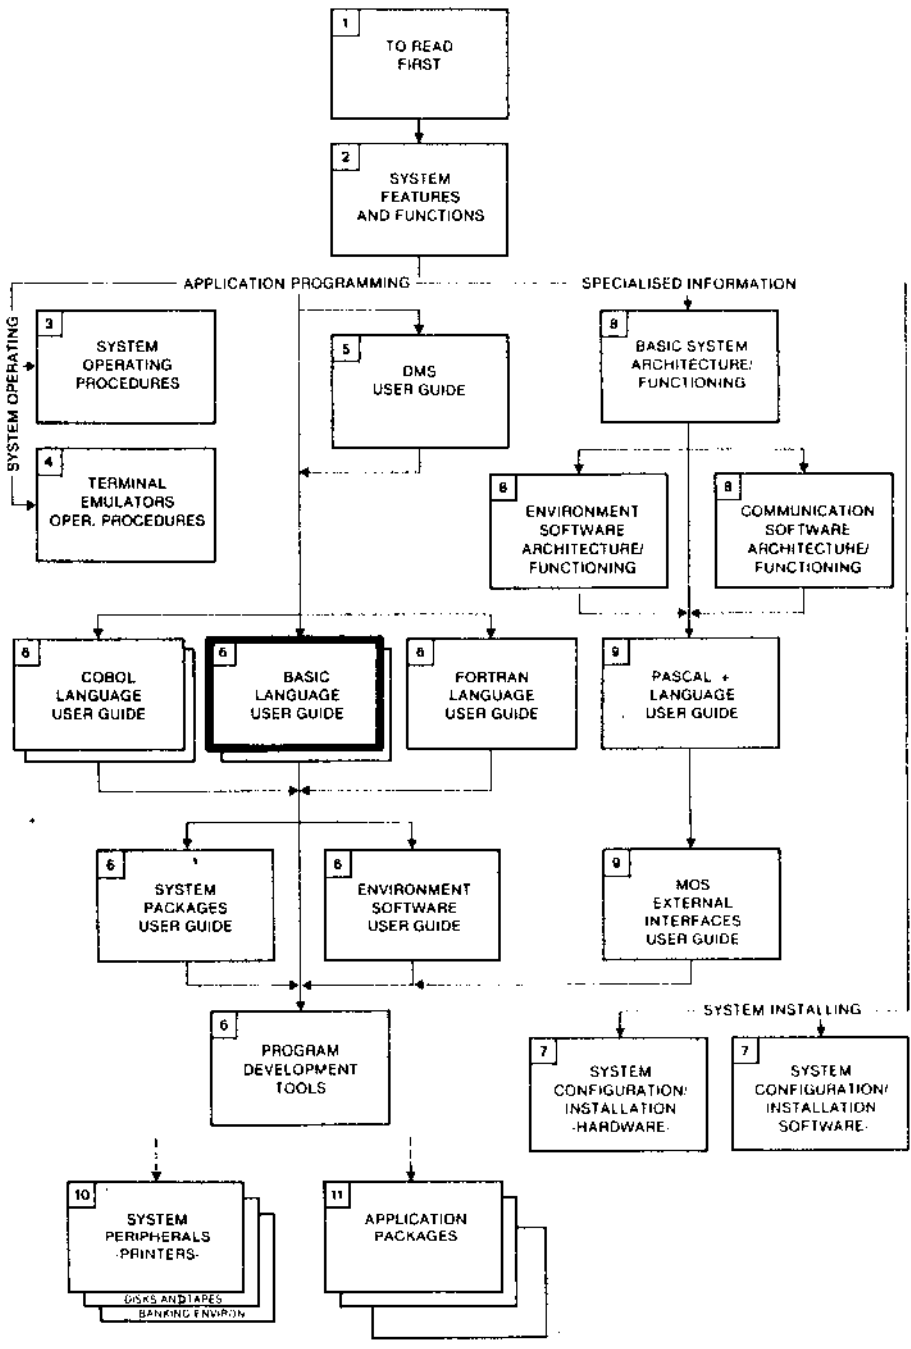 1
TO READ
FIRST
2
SYSTEM
FEATURES
AND FUNCTIONS
APPLICATION PROGRAMMING
SPECIALISED INFORMATION
SYSTEM OPERATING
3
SYSTEM
OPERATING
PROCEDURES
5
DMS
USER GUIDE
8
BASIC SYSTEM
ARCHITECTURE/
FUNCTIONING
4
TERMINAL
EMULATORS
OPER. PROCEDURES
8
ENVIRONMENT
SOFTWARE
ARCHITECTURE/
FUNCTIONING
8
COMMUNICATION
SOFTWARE
ARCHITECTURE/
FUNCTIONING
6
COBOL
LANGUAGE
USER GUIDE
6
BASIC
LANGUAGE
USER GUIDE
6
FORTRAN
LANGUAGE
USER GUIDE
9
PASCAL +
LANGUAGE
USER GUIDE
6
SYSTEM
PACKAGES
USER GUIDE
6
ENVIRONMENT
SOFTWARE
USER GUIDE
9
MOS
EXTERNAL
INTERFACES
USER GUIDE
SYSTEM INSTALLING
6
PROGRAM
DEVELOPMENT
TOOLS
7
SYSTEM
CONFIGURATION/
INSTALLATION
-HARDWARE-
7
SYSTEM
CONFIGURATION/
INSTALLATION
SOFTWARE-
10
SYSTEM
PERIPHERALS
-PRINTERS-
DISKS AND TAPES
BANKING ENVIRON
11
APPLICATION
PACKAGES